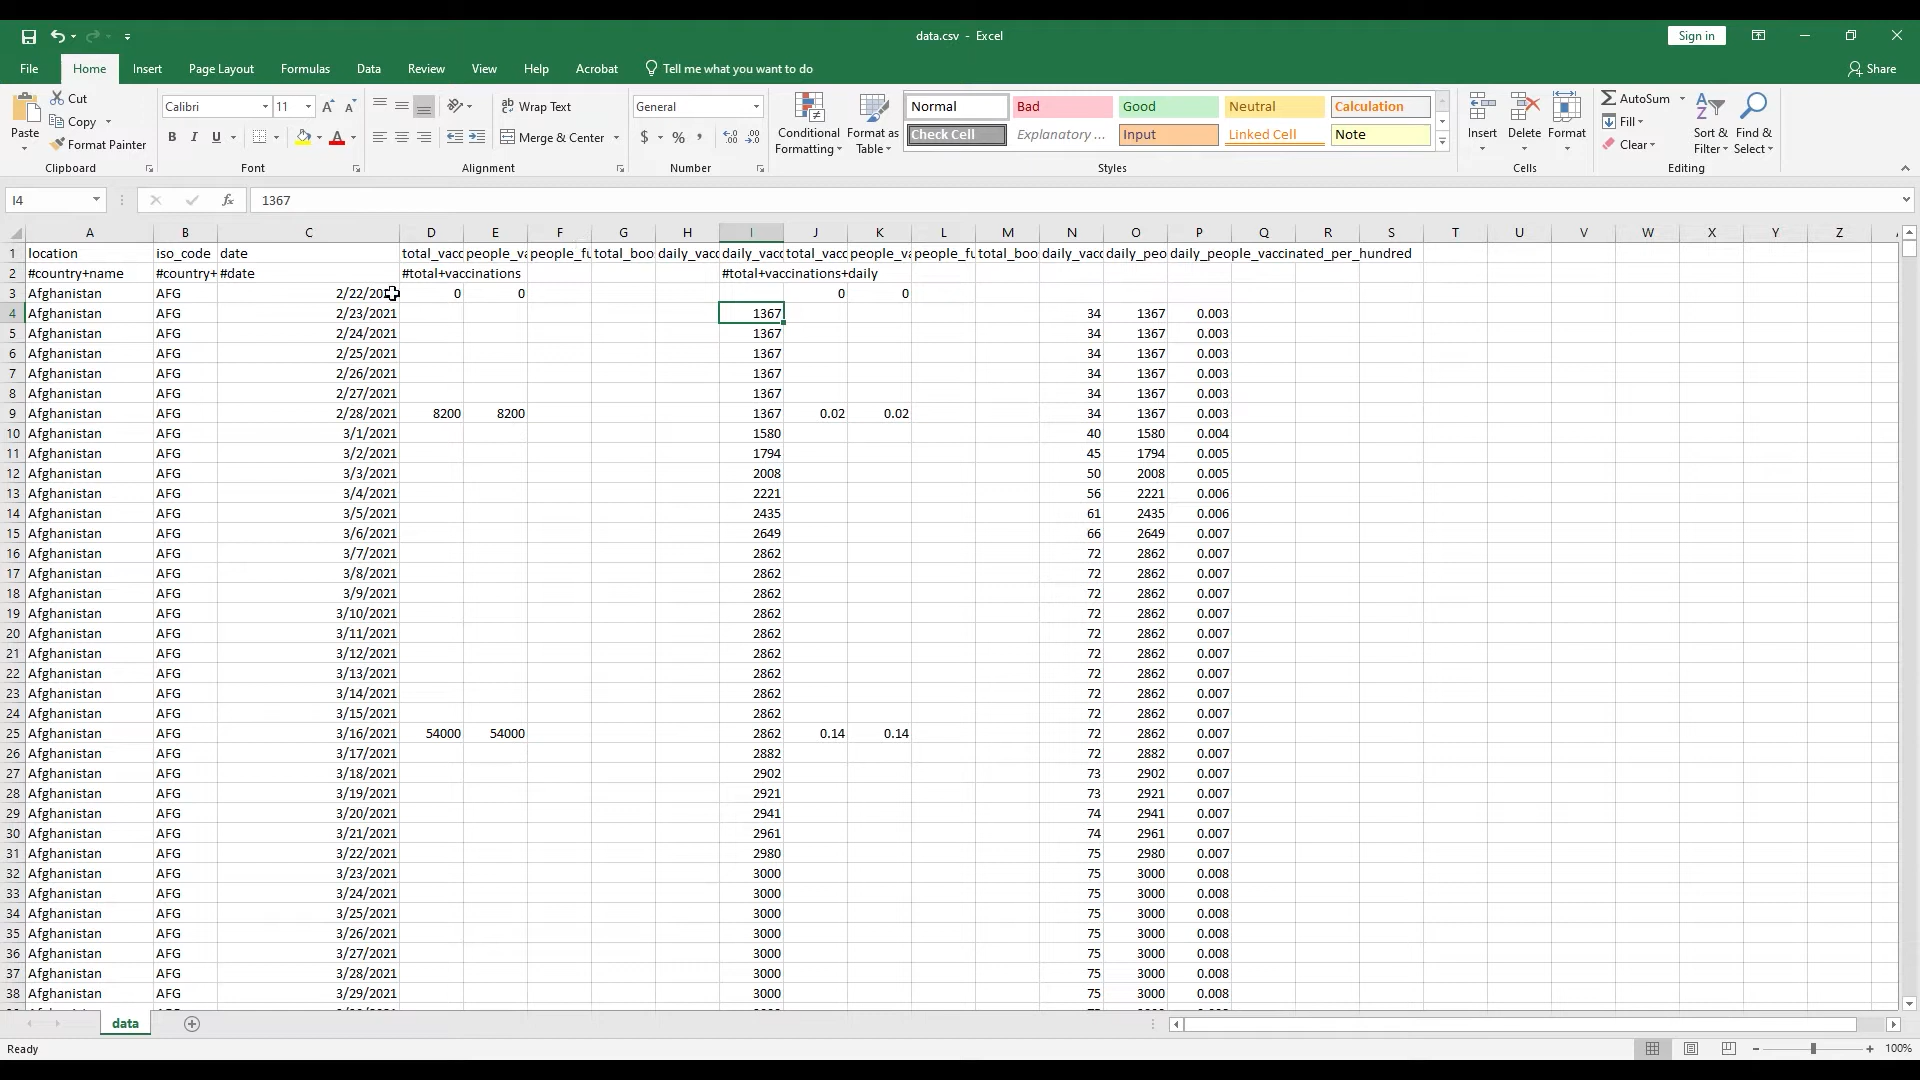 data.csv - Excel
Sign in
File Home Insert Page Layout Formulas Data Review View Help Acrobat Tell me what you want to do Share
Paste
Cut
Copy
Format Painter
Clipboard
Calibri 11
B I U
Font
Wrap Text
Merge & Center
Alignment
General
$ % ,
Number
Conditional Formatting
Format as Table
Normal Bad Good Neutral Calculation
Check Cell Explanatory ... Input Linked Cell Note
Styles
Insert Delete Format
Cells
AutoSum
Fill
Clear
Sort & Filter
Find & Select
Editing
I4 fx 1367
A B C D E F G H I J K L M N O P Q R S T U V W X Y Z
1 location iso_code date total_vacc people_va people_fu total_boo daily_vacc daily_vacc total_vacc people_va people_fu total_boo daily_vacc daily_peo daily_people_vaccinated_per_hundred
2 #country+name #country+ #date #total+vaccinations #total+vaccinations+daily
3 Afghanistan AFG 2/22/2021 0 0 0 0
4 Afghanistan AFG 2/23/2021 1367 34 1367 0.003
5 Afghanistan AFG 2/24/2021 1367 34 1367 0.003
6 Afghanistan AFG 2/25/2021 1367 34 1367 0.003
7 Afghanistan AFG 2/26/2021 1367 34 1367 0.003
8 Afghanistan AFG 2/27/2021 1367 34 1367 0.003
9 Afghanistan AFG 2/28/2021 8200 8200 1367 0.02 0.02 34 1367 0.003
10 Afghanistan AFG 3/1/2021 1580 40 1580 0.004
11 Afghanistan AFG 3/2/2021 1794 45 1794 0.005
12 Afghanistan AFG 3/3/2021 2008 50 2008 0.005
13 Afghanistan AFG 3/4/2021 2221 56 2221 0.006
14 Afghanistan AFG 3/5/2021 2435 61 2435 0.006
15 Afghanistan AFG 3/6/2021 2649 66 2649 0.007
16 Afghanistan AFG 3/7/2021 2862 72 2862 0.007
17 Afghanistan AFG 3/8/2021 2862 72 2862 0.007
18 Afghanistan AFG 3/9/2021 2862 72 2862 0.007
19 Afghanistan AFG 3/10/2021 2862 72 2862 0.007
20 Afghanistan AFG 3/11/2021 2862 72 2862 0.007
21 Afghanistan AFG 3/12/2021 2862 72 2862 0.007
22 Afghanistan AFG 3/13/2021 2862 72 2862 0.007
23 Afghanistan AFG 3/14/2021 2862 72 2862 0.007
24 Afghanistan AFG 3/15/2021 2862 72 2862 0.007
25 Afghanistan AFG 3/16/2021 54000 54000 2862 0.14 0.14 72 2862 0.007
26 Afghanistan AFG 3/17/2021 2882 72 2882 0.007
27 Afghanistan AFG 3/18/2021 2902 73 2902 0.007
28 Afghanistan AFG 3/19/2021 2921 73 2921 0.007
29 Afghanistan AFG 3/20/2021 2941 74 2941 0.007
30 Afghanistan AFG 3/21/2021 2961 74 2961 0.007
31 Afghanistan AFG 3/22/2021 2980 75 2980 0.007
32 Afghanistan AFG 3/23/2021 3000 75 3000 0.008
33 Afghanistan AFG 3/24/2021 3000 75 3000 0.008
34 Afghanistan AFG 3/25/2021 3000 75 3000 0.008
35 Afghanistan AFG 3/26/2021 3000 75 3000 0.008
36 Afghanistan AFG 3/27/2021 3000 75 3000 0.008
37 Afghanistan AFG 3/28/2021 3000 75 3000 0.008
38 Afghanistan AFG 3/29/2021 3000 75 3000 0.008
data
Ready
100%